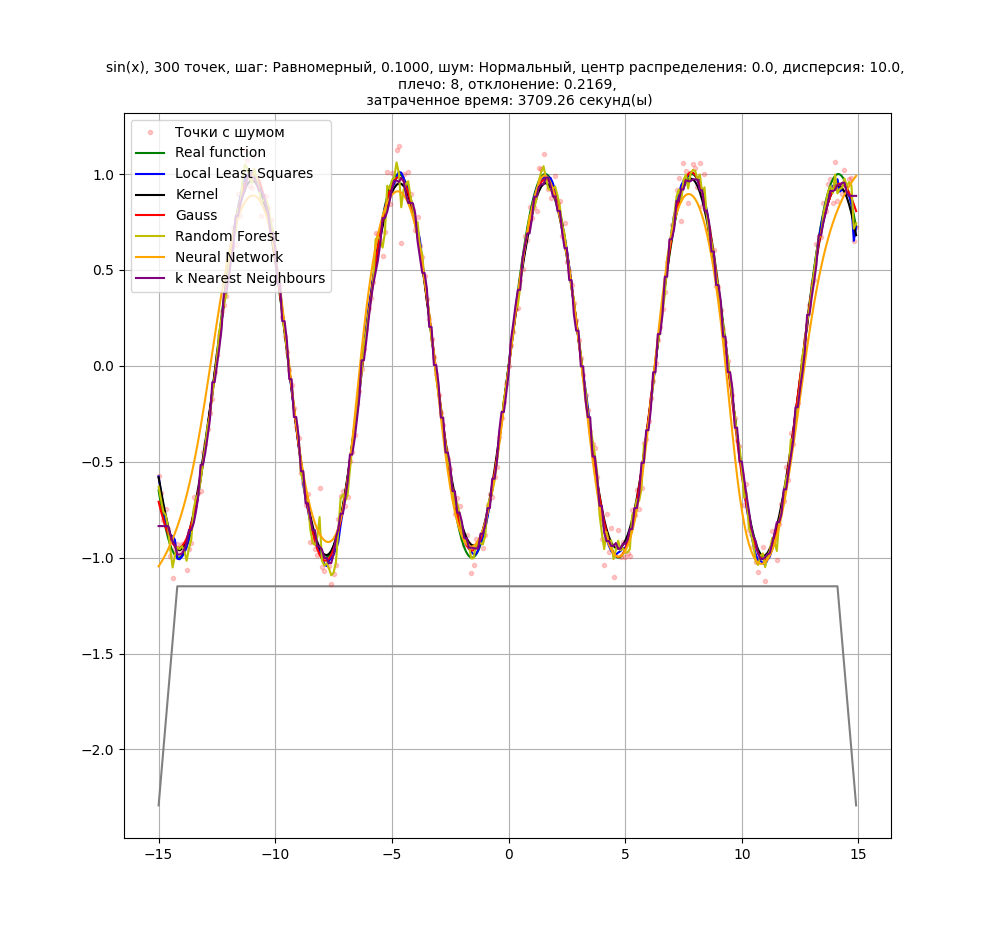 sin(x), 300 точек, шаг: Равномерный, 0.1000, шум: Нормальный, центр распределения: 0.0, дисперсия: 10.0,
плечо: 8, отклонение: 0.2169,
затраченное время: 3709.26 секунд(ы)
Точки с шумом
Real function
Local Least Squares
Kernel
Gauss
Random Forest
Neural Network
k Nearest Neighbours
1.0
0.5
0.0
−0.5
−1.0
−1.5
−2.0
−15 −10 −5 0 5 10 15